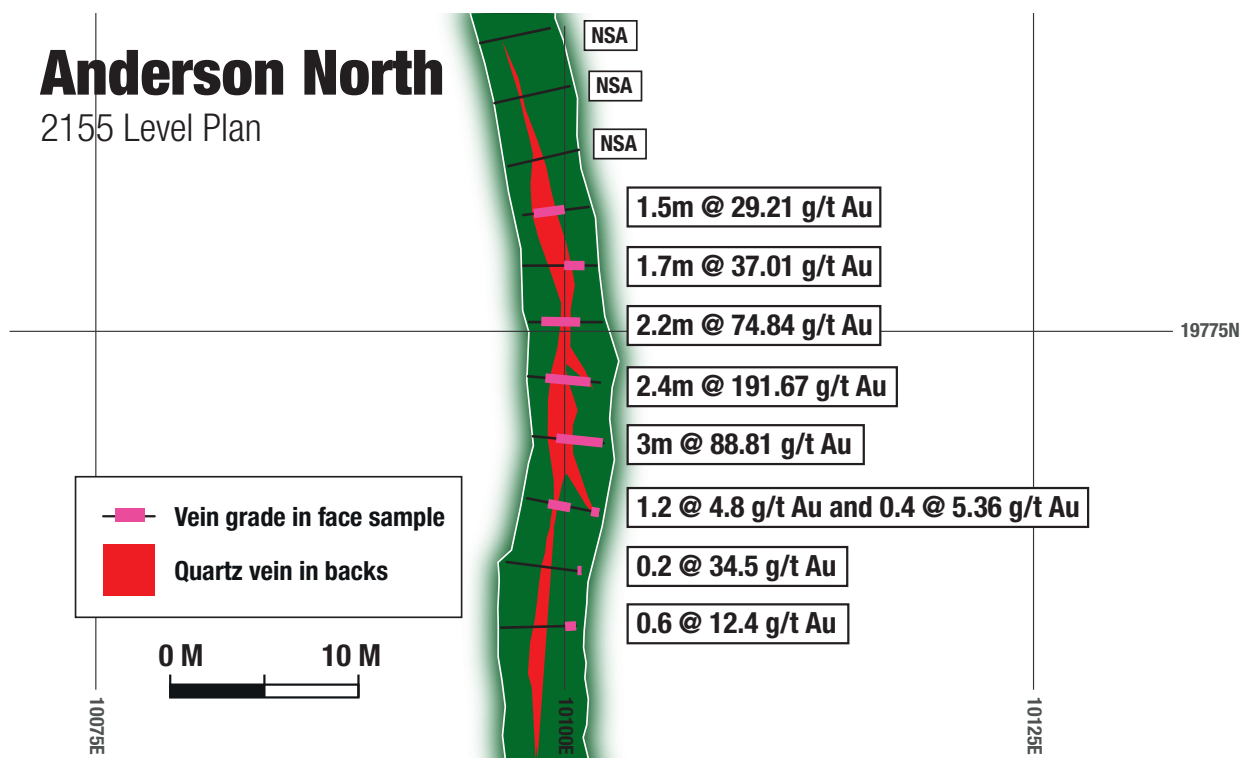 Anderson North
2155 Level Plan
NSA
NSA
NSA
1.5m @ 29.21 g/t Au
1.7m @ 37.01 g/t Au
2.2m @ 74.84 g/t Au
19775N
2.4m @ 191.67 g/t Au
3m @ 88.81 g/t Au
1.2 @ 4.8 g/t Au and 0.4 @ 5.36 g/t Au
0.2 @ 34.5 g/t Au
0.6 @ 12.4 g/t Au
Vein grade in face sample
Quartz vein in backs
0 M 10 M
10075E
10100E
10125E